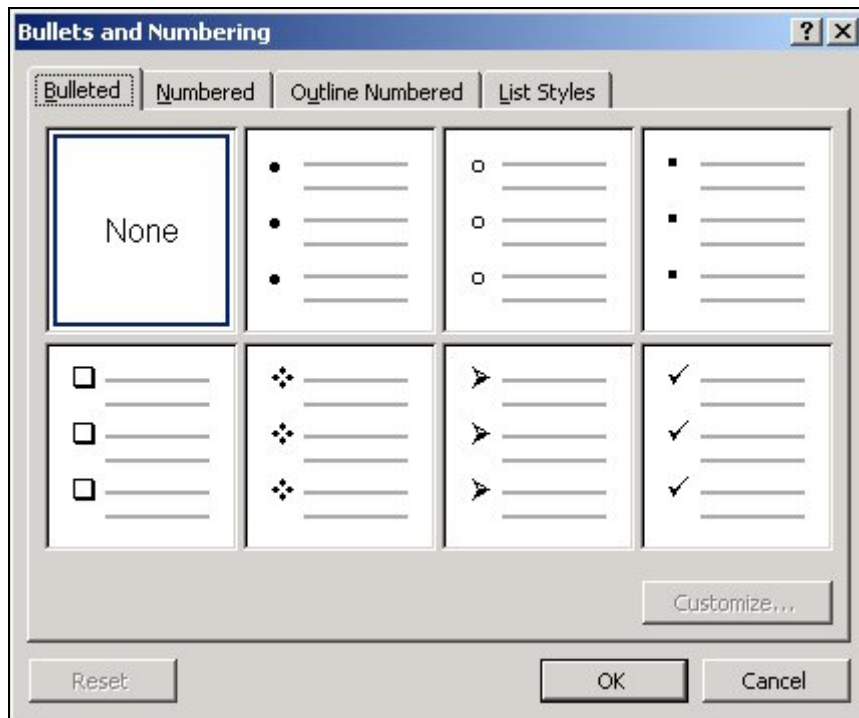 Bullets and Numbering
Bulleted Numbered Outline Numbered List Styles
None
Customize...
Reset OK Cancel